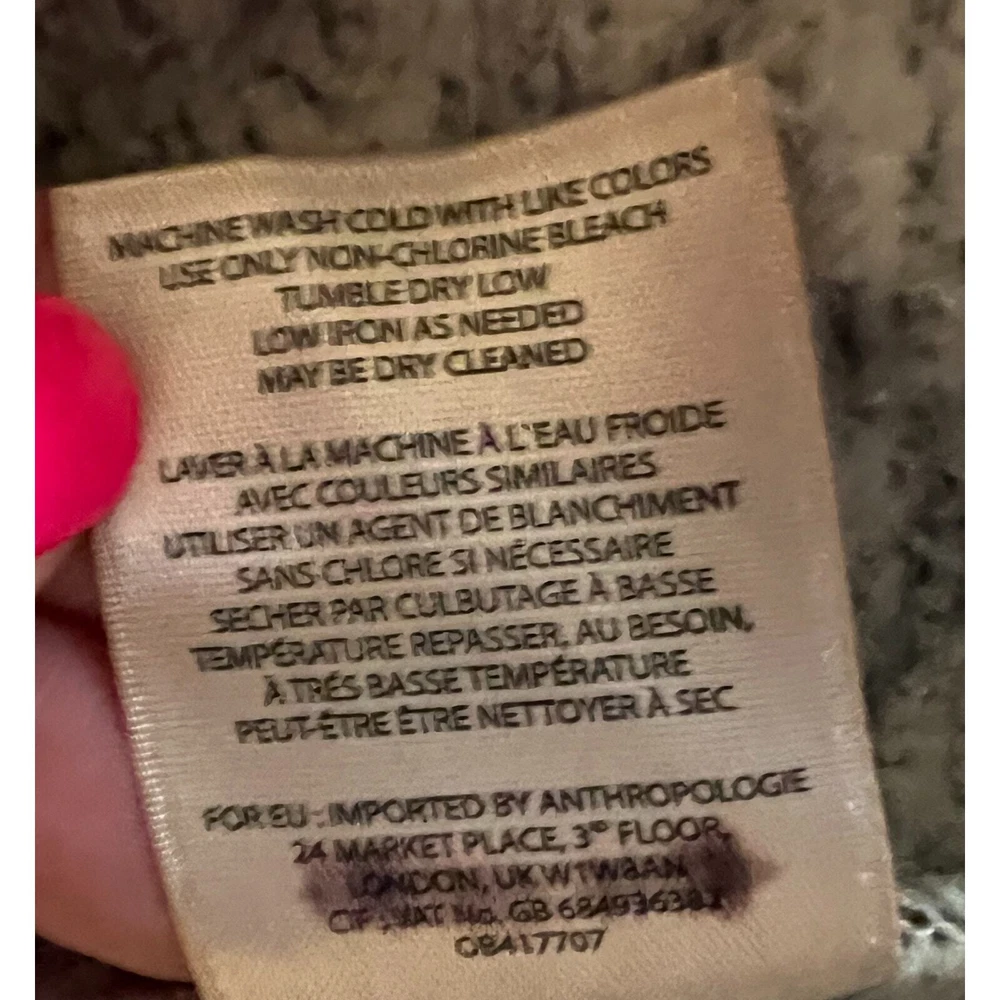 MACHINE WASH COLD WITH LIKE COLORS
USE ONLY NON-CHLORINE BLEACH
TUMBLE DRY LOW
LOW IRON AS NEEDED
MAY BE DRY CLEANED
LAVER À LA MACHINE À L'EAU FROIDE
AVEC COULEURS SIMILAIRES
UTILISER UN AGENT DE BLANCHIMENT
SANS CHLORE SI NÉCESSAIRE
SECHER PAR CULBUTAGE À BASSE
TEMPÉRATURE REPASSER, AU BESOIN,
À TRÉS BASSE TEMPÉRATURE
PEUT-ÊTRE ÊTRE NETTOYER À SEC
FOR EU: IMPORTED BY ANTHROPOLOGIE
24 MARKET PLACE, 3RD FLOOR,
LONDON, UK W1W8AN
VAT No. GB
08417707